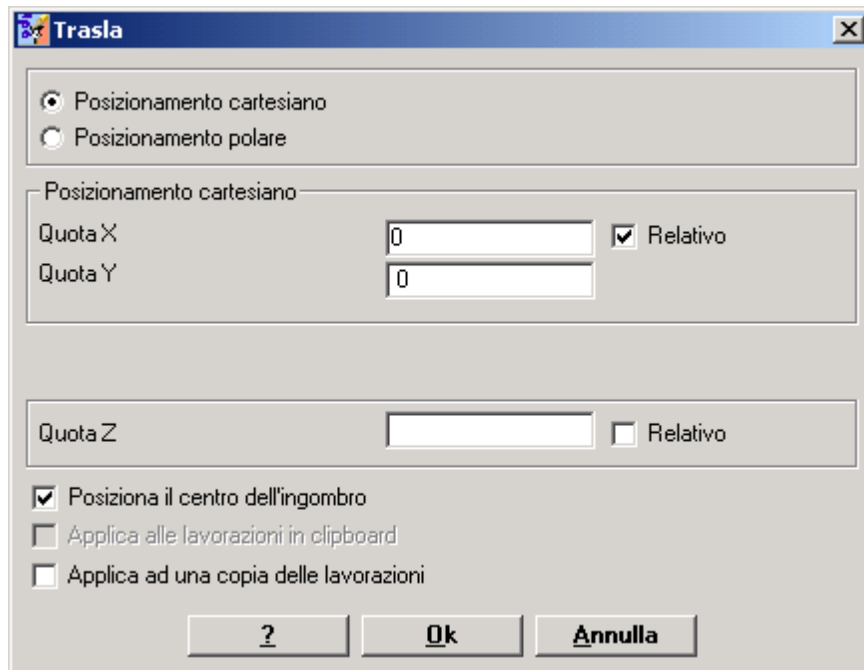 Trasla
Posizionamento cartesiano
Posizionamento polare
Posizionamento cartesiano
Quota X 0 Relativo
Quota Y 0
Quota Z Relativo
Posiziona il centro dell'ingombro
Applica alle lavorazioni in clipboard
Applica ad una copia delle lavorazioni
? Ok Annulla